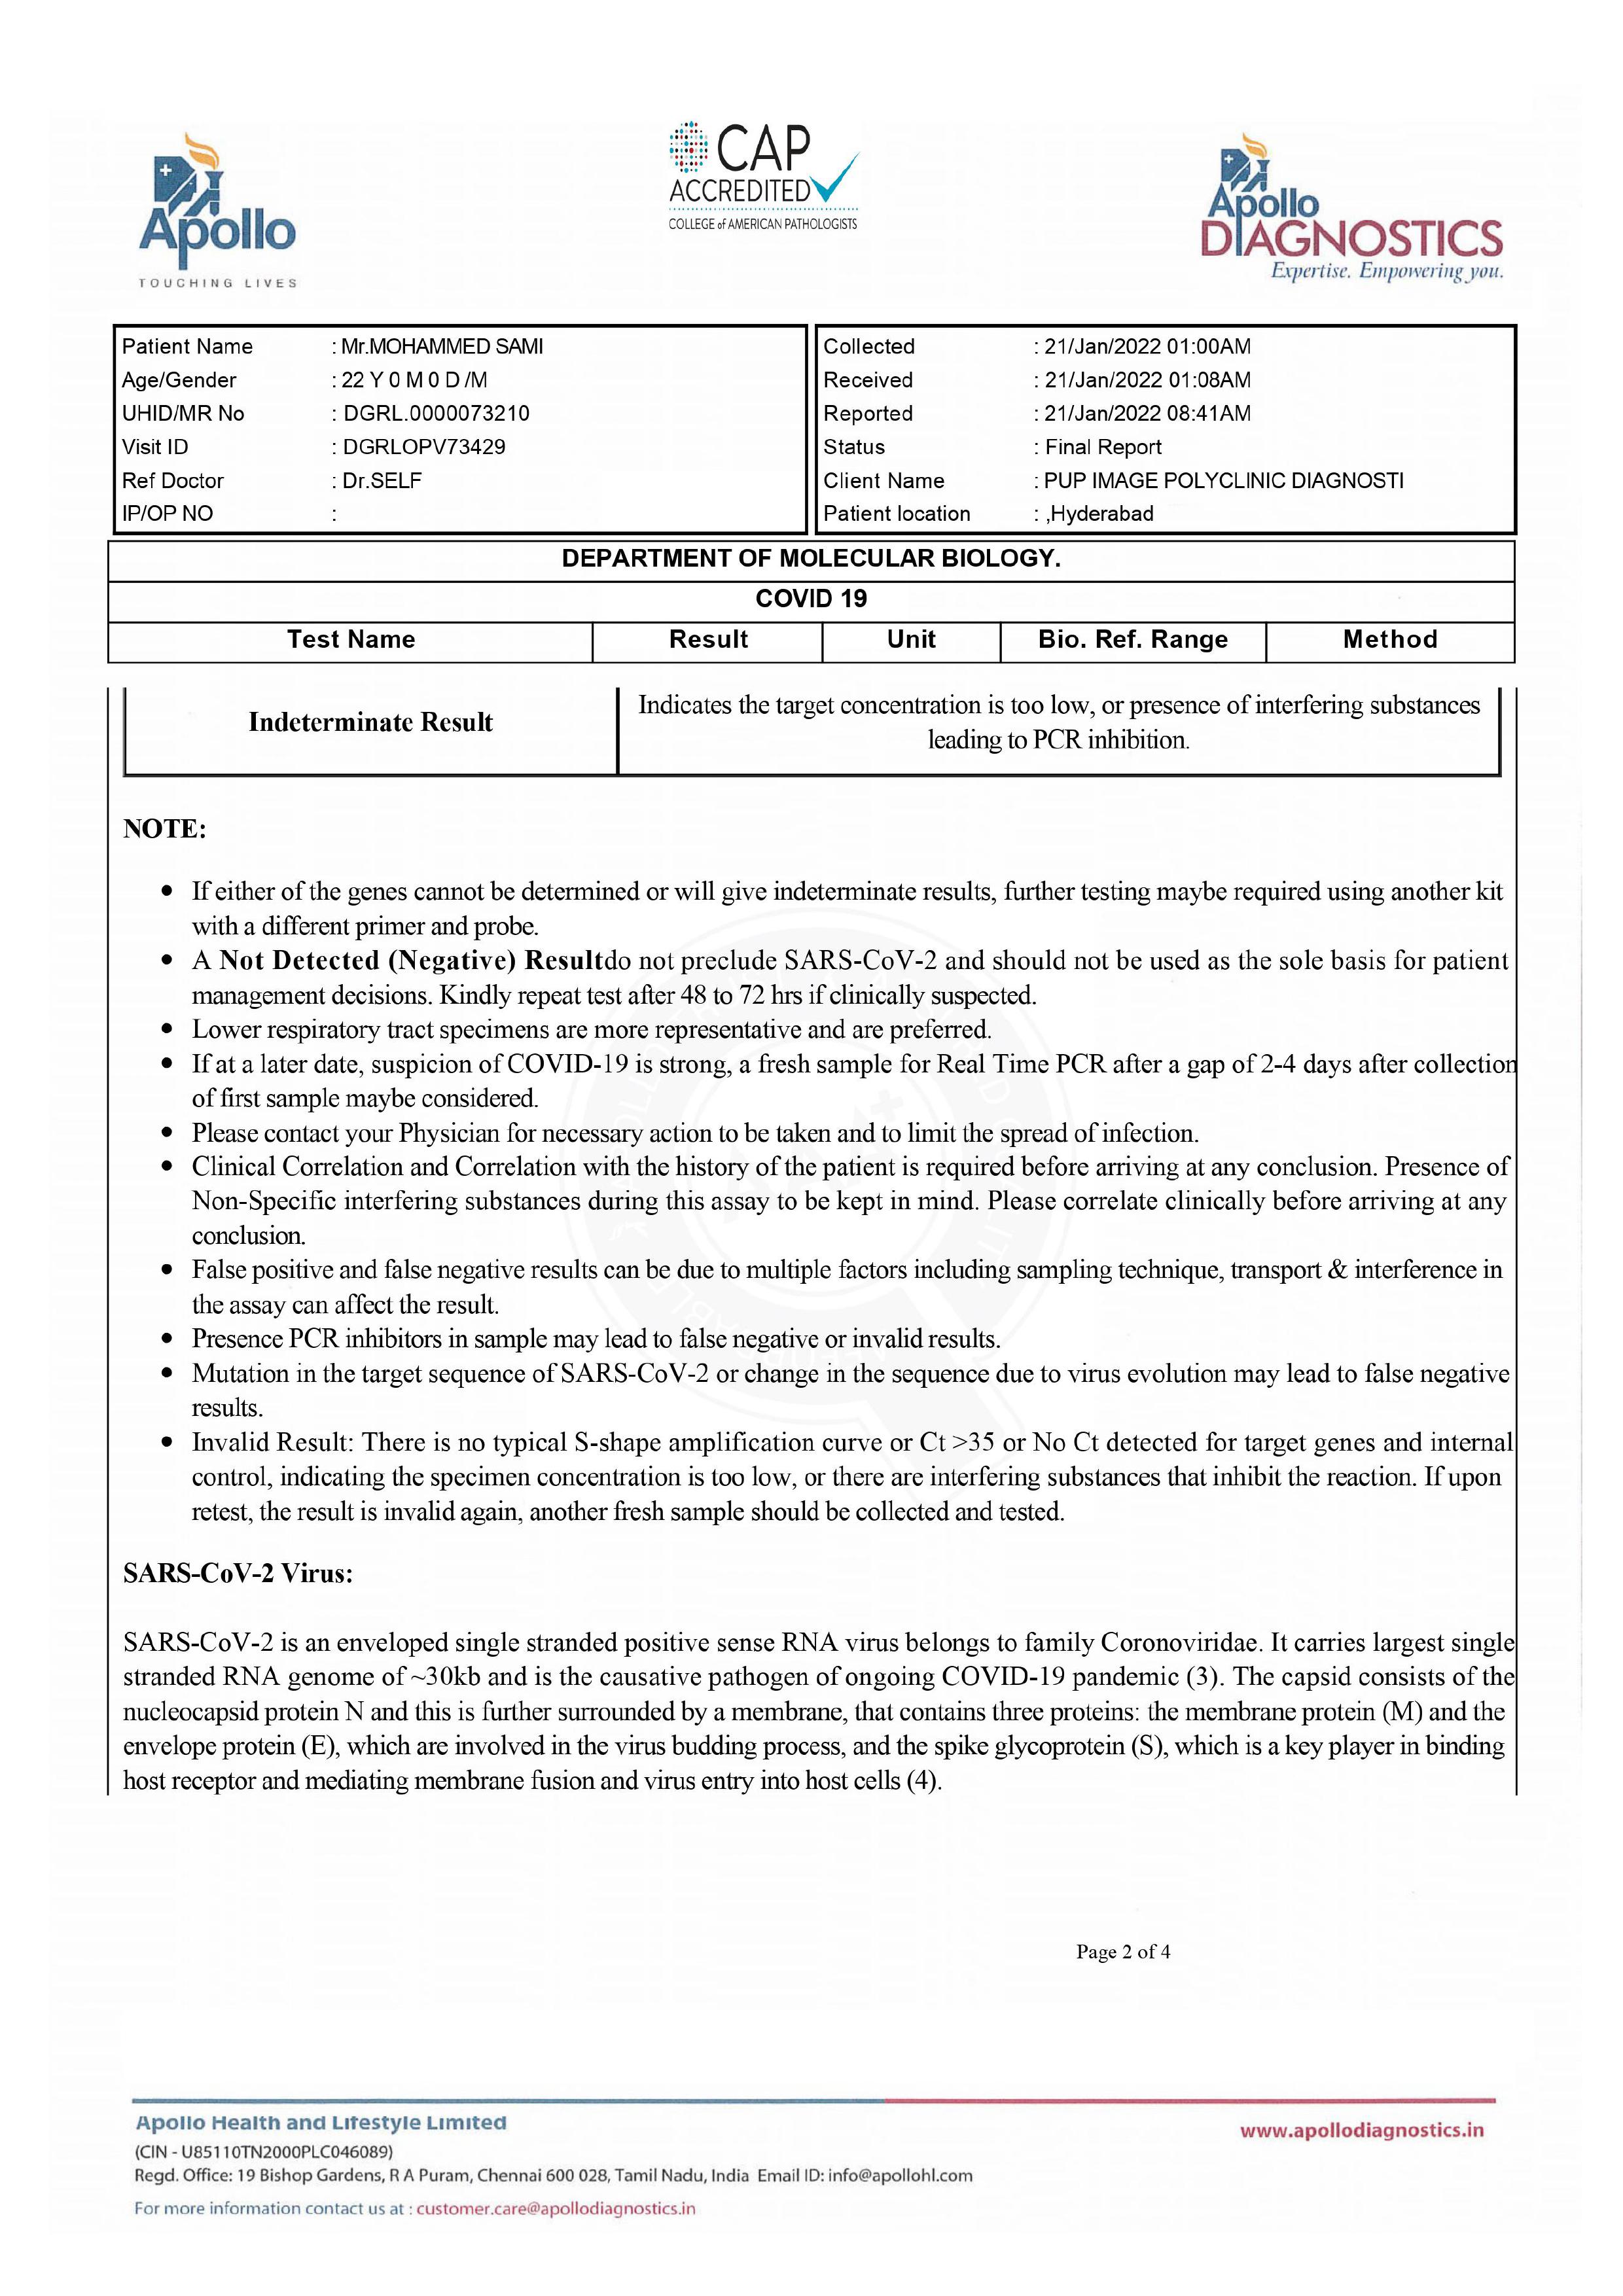 Apollo
TOUCHING LIVES
CAP
ACCREDITED
COLLEGE of AMERICAN PATHOLOGISTS
Apollo
DIAGNOSTICS
Expertise. Empowering you.
Patient Name : Mr.MOHAMMED SAMI
Age/Gender : 22 Y 0 M 0 D /M
UHID/MR No : DGRL.0000073210
Visit ID : DGRLOPV73429
Ref Doctor : Dr.SELF
IP/OP NO :
Collected : 21/Jan/2022 01:00AM
Received : 21/Jan/2022 01:08AM
Reported : 21/Jan/2022 08:41AM
Status : Final Report
Client Name : PUP IMAGE POLYCLINIC DIAGNOSTI
Patient location : ,Hyderabad
DEPARTMENT OF MOLECULAR BIOLOGY.
COVID 19
Test Name Result Unit Bio. Ref. Range Method
Indeterminate Result
Indicates the target concentration is too low, or presence of interfering substances
leading to PCR inhibition.
NOTE:
• If either of the genes cannot be determined or will give indeterminate results, further testing maybe required using another kit
with a different primer and probe.
• A Not Detected (Negative) Resultdo not preclude SARS-CoV-2 and should not be used as the sole basis for patient
management decisions. Kindly repeat test after 48 to 72 hrs if clinically suspected.
• Lower respiratory tract specimens are more representative and are preferred.
• If at a later date, suspicion of COVID-19 is strong, a fresh sample for Real Time PCR after a gap of 2-4 days after collection
of first sample maybe considered.
• Please contact your Physician for necessary action to be taken and to limit the spread of infection.
• Clinical Correlation and Correlation with the history of the patient is required before arriving at any conclusion. Presence of
Non-Specific interfering substances during this assay to be kept in mind. Please correlate clinically before arriving at any
conclusion.
• False positive and false negative results can be due to multiple factors including sampling technique, transport & interference in
the assay can affect the result.
• Presence PCR inhibitors in sample may lead to false negative or invalid results.
• Mutation in the target sequence of SARS-CoV-2 or change in the sequence due to virus evolution may lead to false negative
results.
• Invalid Result: There is no typical S-shape amplification curve or Ct >35 or No Ct detected for target genes and internal
control, indicating the specimen concentration is too low, or there are interfering substances that inhibit the reaction. If upon
retest, the result is invalid again, another fresh sample should be collected and tested.
SARS-CoV-2 Virus:
SARS-CoV-2 is an enveloped single stranded positive sense RNA virus belongs to family Coronoviridae. It carries largest single
stranded RNA genome of ~30kb and is the causative pathogen of ongoing COVID-19 pandemic (3). The capsid consists of the
nucleocapsid protein N and this is further surrounded by a membrane, that contains three proteins: the membrane protein (M) and the
envelope protein (E), which are involved in the virus budding process, and the spike glycoprotein (S), which is a key player in binding
host receptor and mediating membrane fusion and virus entry into host cells (4).
Page 2 of 4
Apollo Health and Lifestyle Limited
(CIN - U85110TN2000PLC046089)
Regd. Office: 19 Bishop Gardens, R A Puram, Chennai 600 028, Tamil Nadu, India Email ID: info@apollohl.com
For more information contact us at : customer.care@apollodiagnostics.in
www.apollodiagnostics.in